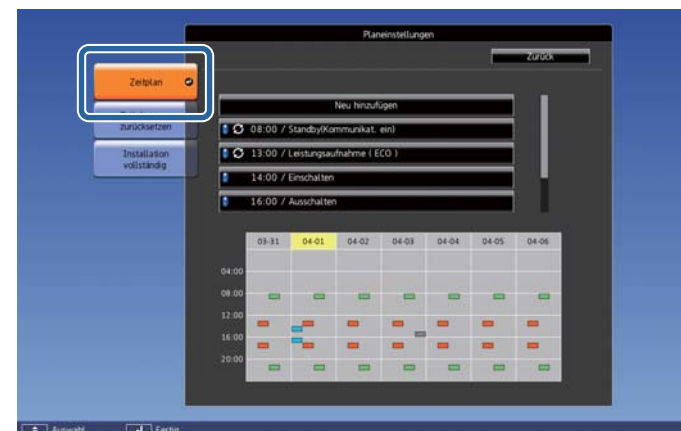 Planeinstellungen
Zurück
Zeitplan
zurücksetzen
Installation
vollständig
Neu hinzufügen
08:00 / Standby(Kommunikat. ein)
13:00 / Leistungsaufnahme ( ECO )
14:00 / Einschalten
16:00 / Ausschalten
03-31 04-01 04-02 04-03 04-04 04-05 04-06
04:00
08:00
12:00
16:00
20:00
Auswahl Fertig